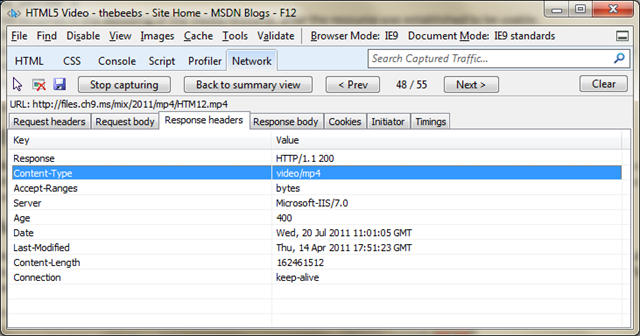 HTML5 Video - thebeebs - Site Home - MSDN Blogs - F12
File Find Disable View Images Cache Tools Validate Browser Mode: IE9 Document Mode: IE9 standards
HTML CSS Console Script Profiler Network Search Captured Traffic...
Stop capturing Back to summary view < Prev 48 / 55 Next > Clear
URL: http://files.ch9.ms/mix/2011/mp4/HTM12.mp4
Request headers Request body Response headers Response body Cookies Initiator Timings
Key Value
Response HTTP/1.1 200
Content-Type video/mp4
Accept-Ranges bytes
Server Microsoft-IIS/7.0
Age 400
Date Wed, 20 Jul 2011 11:01:05 GMT
Last-Modified Thu, 14 Apr 2011 17:51:23 GMT
Content-Length 162461512
Connection keep-alive